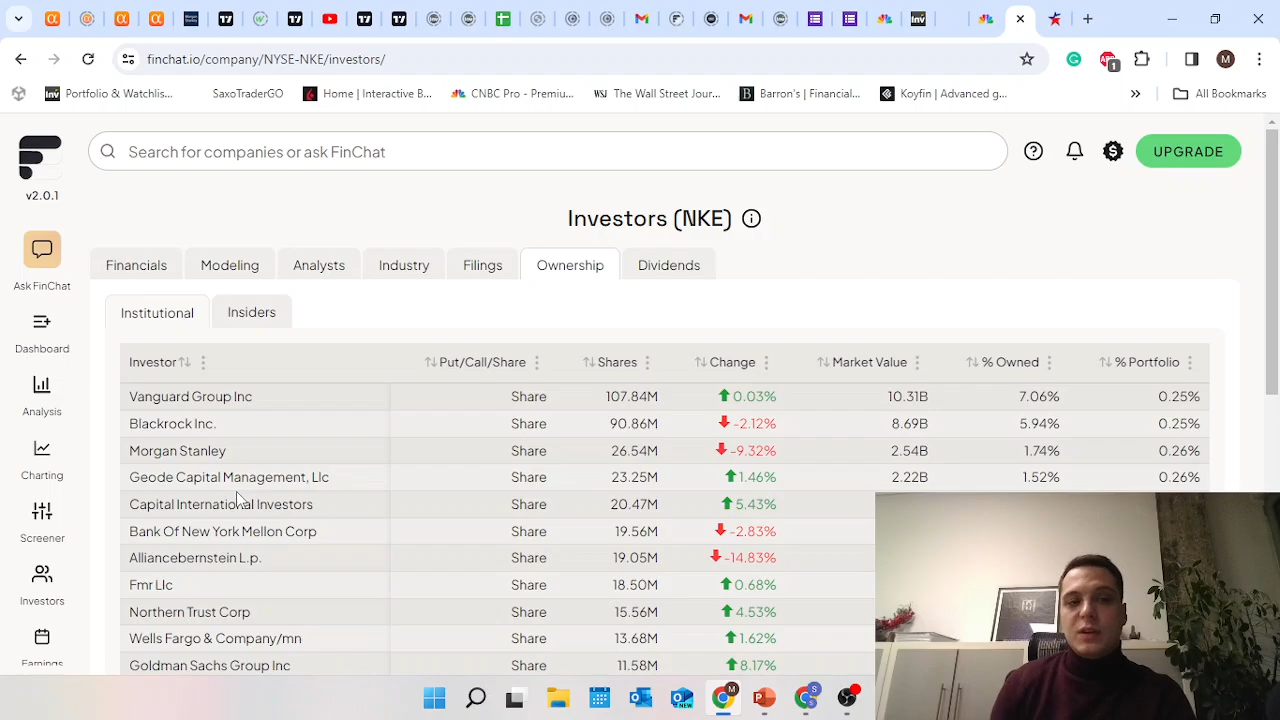 finchat.io/company/NYSE-NKE/investors/
1
M
Portfolio & Watchlis...
SaxoTraderGO
Home | Interactive B...
CNBC Pro - Premium...
WSJ The Wall Street Jour...
B Barron's | Financial...
Koyfin | Advanced g...
All Bookmarks
v2.0.1
Search for companies or ask FinChat
UPGRADE
Investors (NKE)
Financials Modeling Analysts Industry Filings Ownership Dividends
Institutional Insiders
Ask FinChat
Dashboard
Analysis
Charting
Screener
Investors
Earnings
Investor Put/Call/Share Shares Change Market Value % Owned % Portfolio
Vanguard Group Inc Share 107.84M 0.03% 10.31B 7.06% 0.25%
Blackrock Inc. Share 90.86M -2.12% 8.69B 5.94% 0.25%
Morgan Stanley Share 26.54M -9.32% 2.54B 1.74% 0.26%
Geode Capital Management, Llc Share 23.25M 1.46% 2.22B 1.52% 0.26%
Capital International Investors Share 20.47M 5.43%
Bank Of New York Mellon Corp Share 19.56M -2.83%
Alliancebernstein L.p. Share 19.05M -14.83%
Fmr Llc Share 18.50M 0.68%
Northern Trust Corp Share 15.56M 4.53%
Wells Fargo & Company/mn Share 13.68M 1.62%
Goldman Sachs Group Inc Share 11.58M 8.17%